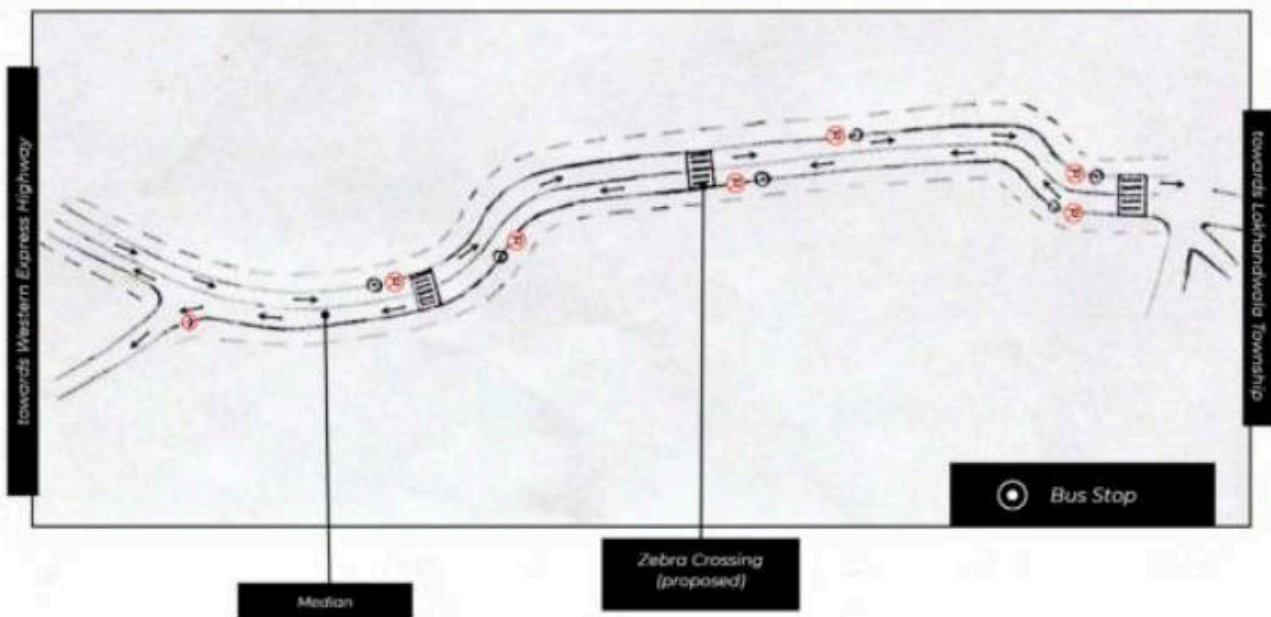 towards Western Express Highway
towards Lokhandwala Township
Bus Stop
Zebra Crossing
(proposed)
Median